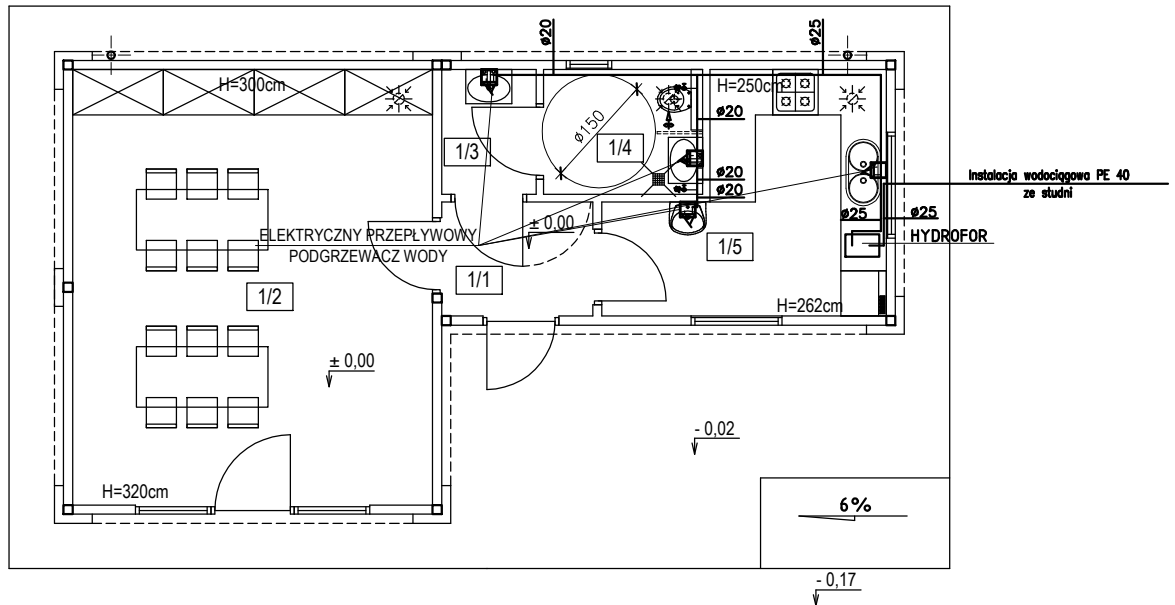 ø20
ø25
H=300cm
H=250cm
ø150
ø20
1/3
1/4
ø20
ø20
Instalacja wodociągowa PE 40
ze studni
ø25
ø25
± 0,00
ELEKTRYCZNY PRZEPŁYWOWY
PODGRZEWACZ WODY
1/5
HYDROFOR
1/1
1/2
H=262cm
± 0,00
- 0,02
H=320cm
6%
- 0,17